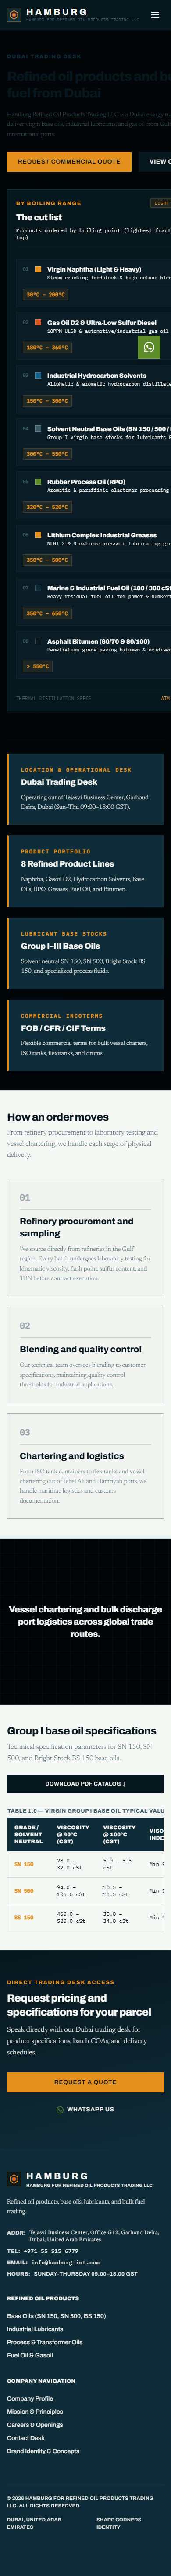 HAMBURG
HAMBURG FOR REFINED OIL PRODUCTS TRADING LLC
DUBAI TRADING DESK
Refined oil products and b
fuel from Dubai
Hamburg Refined Oil Products Trading LLC is a Dubai energy
deliver virgin base oils, industrial lubricants, and gas oil from G
international ports.
REQUEST COMMERCIAL QUOTE
VIEW
BY BOILING RANGE
LIGHT
The cut list
Products ordered by boiling point (lightest fract
top)
01
Virgin Naphtha (Light & Heavy)
Steam cracking feedstock & high-octane blen
30°C – 200°C
02
Gas Oil D2 & Ultra-Low Sulfur Diesel
10PPM ULSD & automotive/industrial gas oil
180°C – 360°C
03
Industrial Hydrocarbon Solvents
Aliphatic & aromatic hydrocarbon distillate
150°C – 300°C
04
Solvent Neutral Base Oils (SN 150 / 500 /
Group I virgin base stocks for lubricants &
300°C – 550°C
05
Rubber Process Oil (RPO)
Aromatic & paraffinic elastomer processing
320°C – 520°C
06
Lithium Complex Industrial Greases
NLGI 2 & 3 extreme pressure lubricating gre
350°C – 500°C
07
Marine & Industrial Fuel Oil (180 / 380 cSt
Heavy residual fuel oil for power & bunkeri
350°C – 650°C
08
Asphalt Bitumen (60/70 & 80/100)
Penetration grade paving bitumen & oxidize
> 550°C
THERMAL DISTILLATION SPECS
ATM
LOCATION & OPERATIONAL DESK
Dubai Trading Desk
Operating out of Tejawi Business Center, Garhoud
Deira, Dubai (Sun–Thu 09:00–18:00 GST).
PRODUCT PORTFOLIO
8 Refined Product Lines
Naphtha, Gasoil D2, Hydrocarbon Solvents, Base
Oils, RPO, Greases, Fuel Oil, and Bitumen.
LUBRICANT BASE STOCKS
Group I–III Base Oils
Solvent neutral SN 150, SN 500, Bright Stock BS
150, and specialized process fluids.
COMMERCIAL INCOTERMS
FOB / CFR / CIF Terms
Flexible commercial terms for bulk vessel charters,
ISO tanks, flexitanks, and drums.
How an order moves
From refinery procurement to laboratory testing and
vessel chartering, we handle each stage of physical
delivery.
01
Refinery procurement and
sampling
We source directly from refineries in the Gulf
region. Every batch undergoes laboratory testing for
kinematic viscosity, flash point, sulfur content, and
TBN before contract execution.
02
Blending and quality control
Our technical team oversees blending to customer
specifications, maintaining quality control
thresholds for industrial applications.
03
Chartering and logistics
From ISO tank containers to flexitanks and vessel
chartering out of Jebel Ali and Hamriyah ports, we
handle maritime logistics and customs
documentation.
Vessel chartering and bulk discharge
port logistics across global trade
routes.
Group I base oil specifications
Technical specification parameters for SN 150, SN
500, and Bright Stock BS 150 base oils.
DOWNLOAD PDF CATALOG ↓
TABLE 1.0 — VIRGIN GROUP I BASE OIL TYPICAL VALU
GRADE / SOLVENT NEUTRAL
VISCOSITY @ 40°C (CST)
VISCOSITY @ 100°C (CST)
VISC INDE
SN 150
28.0 – 32.0 cSt
5.0 – 5.5 cSt
Min
SN 500
94.0 – 106.0 cSt
10.5 – 11.5 cSt
Min
BS 150
460.0 – 520.0 cSt
30.0 – 34.0 cSt
Min
DIRECT TRADING DESK ACCESS
Request pricing and
specifications for your parcel
Speak directly with our Dubai trading desk for
product specifications, batch COAs, and delivery
schedules.
REQUEST A QUOTE
WHATSAPP US
HAMBURG
HAMBURG FOR REFINED OIL PRODUCTS TRADING LLC
Refined oil products, base oils, lubricants, and bulk fuel
trading.
ADDR: Tejawi Business Center, Office G12, Garhoud Deira,
Dubai, United Arab Emirates
TEL: +971 55 515 6779
EMAIL: info@hamburg-int.com
HOURS: SUNDAY–THURSDAY 09:00–18:00 GST
REFINED OIL PRODUCTS
Base Oils (SN 150, SN 500, BS 150)
Industrial Lubricants
Process & Transformer Oils
Fuel Oil & Gasoil
COMPANY NAVIGATION
Company Profile
Mission & Principles
Careers & Openings
Contact Desk
Brand Identity & Concepts
© 2026 HAMBURG FOR REFINED OIL PRODUCTS TRADING
LLC. ALL RIGHTS RESERVED.
DUBAI, UNITED ARAB
EMIRATES
SHARP CORNERS
IDENTITY